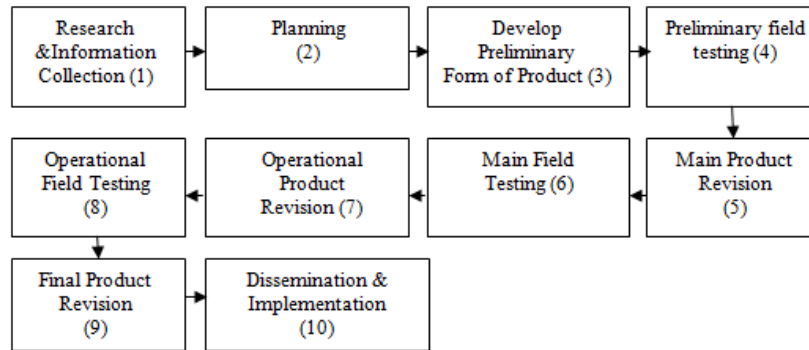 Research
&Information
Collection (1)
Planning
(2)
Develop
Preliminary
Form of Product (3)
Preliminary field
testing (4)
Main Product
Revision
(5)
Main Field
Testing (6)
Operational
Product
Revision (7)
Operational
Field Testing
(8)
Final Product
Revision
(9)
Dissemination &
Implementation
(10)